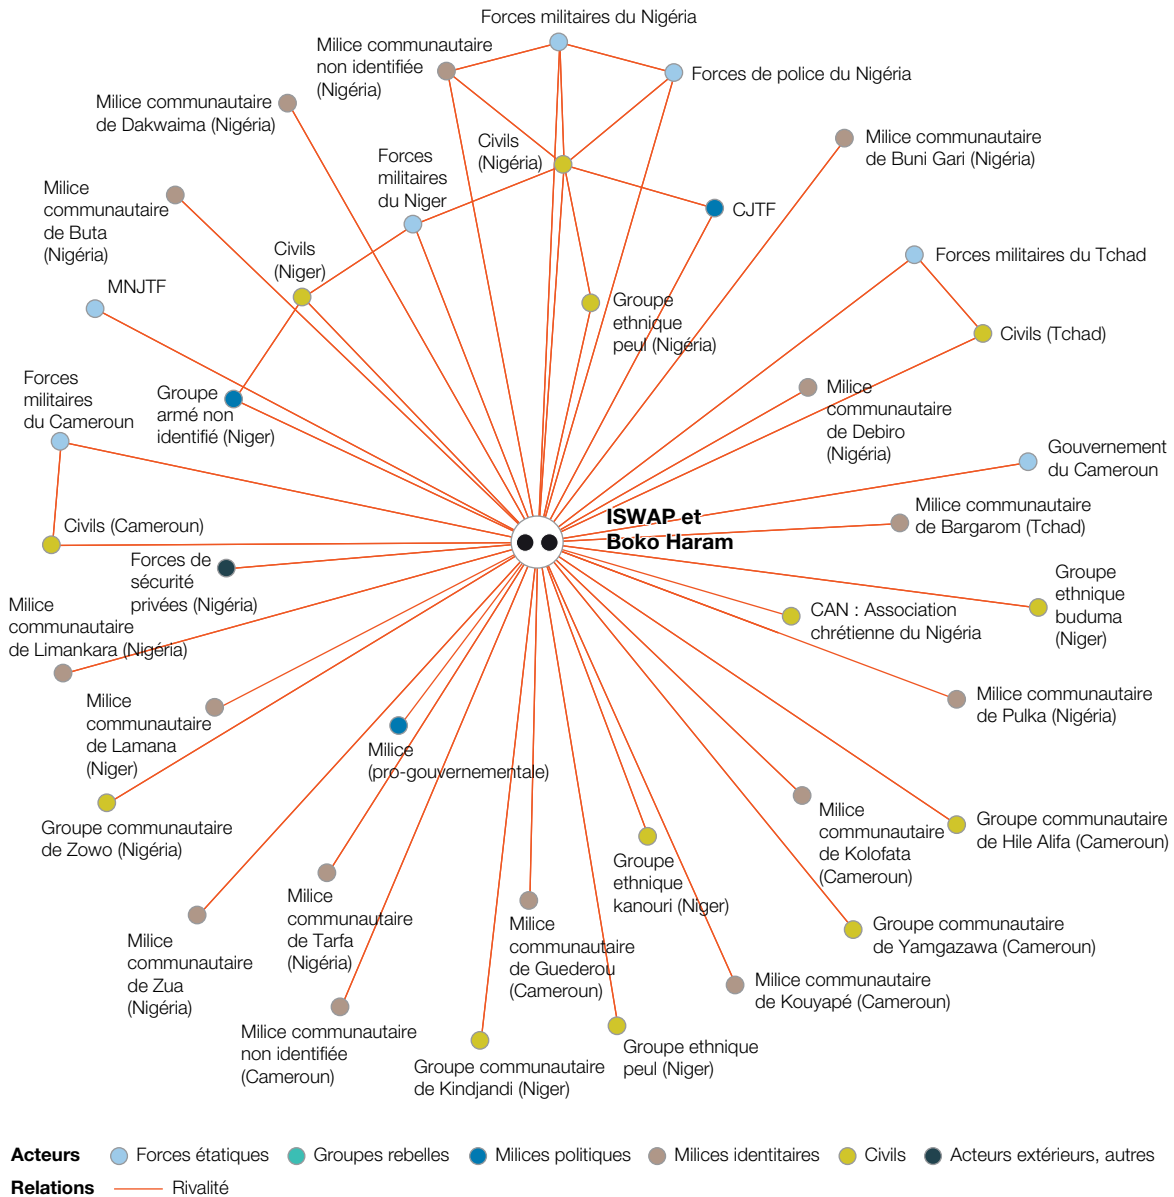 Forces militaires du Nigéria
Milice communautaire
non identifiée
(Nigéria)
Forces de police du Nigéria
Milice communautaire
de Dakwaima (Nigéria)
Civils
(Nigéria)
Milice communautaire
de Buni Gari (Nigéria)
Forces
militaires
du Niger
Milice
communautaire
de Buta
(Nigéria)
CJTF
Civils
(Niger)
Forces militaires du Tchad
MNJTF
Groupe
ethnique
peul (Nigéria)
Civils (Tchad)
Forces
militaires
du Cameroun
Groupe
armé non
identifié (Niger)
Milice
communautaire
de Debiro
(Nigéria)
Gouvernement
du Cameroun
Civils (Cameroun)
ISWAP et
Boko Haram
Milice communautaire
de Bargarom (Tchad)
Forces de
sécurité
privées (Nigéria)
Groupe
ethnique
buduma
(Niger)
Milice
communautaire
de Limankara (Nigéria)
CAN : Association
chrétienne du Nigéria
Milice
communautaire
de Lamana
(Niger)
Milice communautaire
de Pulka (Nigéria)
Milice
(pro-gouvernementale)
Groupe communautaire
de Zowo (Nigéria)
Milice
communautaire
de Kolofata
(Cameroun)
Groupe communautaire
de Hile Alifa (Cameroun)
Groupe
ethnique
kanouri (Niger)
Milice
communautaire
de Tarfa
(Nigéria)
Milice
communautaire
de Guederou
(Cameroun)
Groupe communautaire
de Yamgazawa (Cameroun)
Milice
communautaire
de Zua
(Nigéria)
Milice communautaire
de Kouyapé (Cameroun)
Milice communautaire
non identifiée
(Cameroun)
Groupe communautaire
de Kindjandi (Niger)
Groupe ethnique
peul (Niger)
Acteurs Forces étatiques Groupes rebelles Milices politiques Milices identitaires Civils Acteurs extérieurs, autres
Relations Rivalité